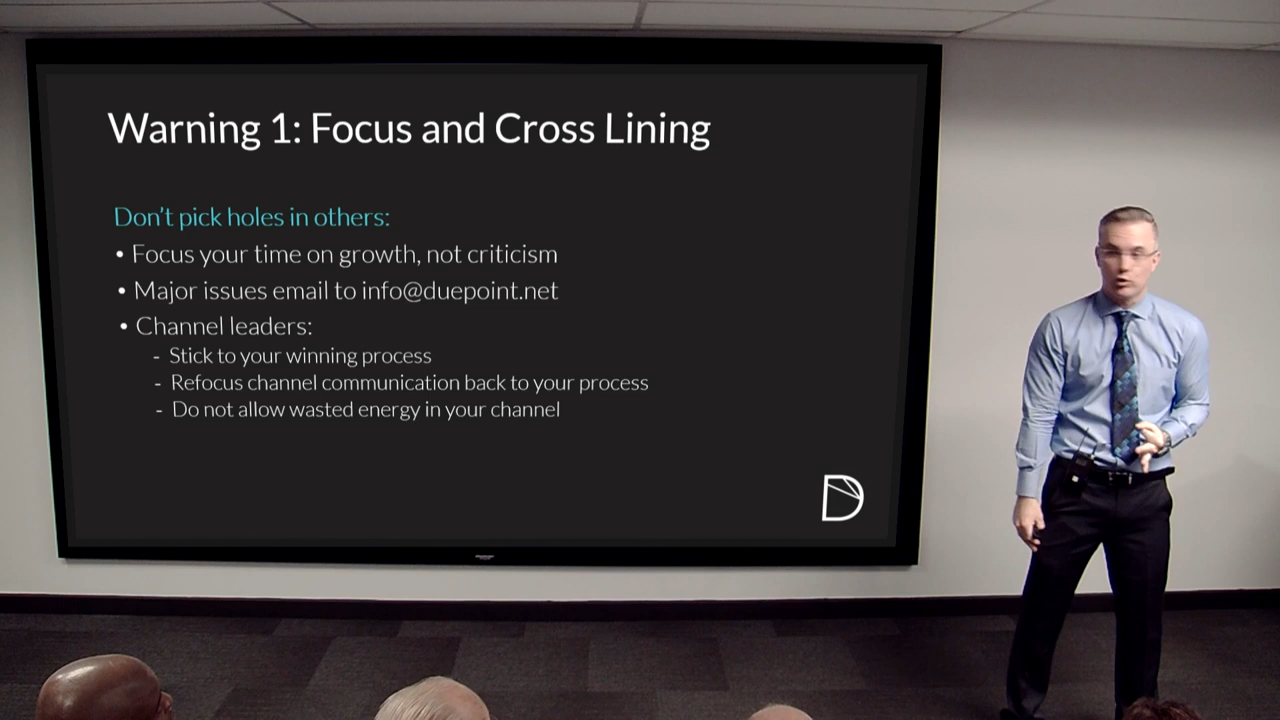 Warning 1: Focus and Cross Lining
Don't pick holes in others:
• Focus your time on growth, not criticism
• Major issues email to info@duepoint.net
• Channel leaders:
- Stick to your winning process
- Refocus channel communication back to your process
- Do not allow wasted energy in your channel